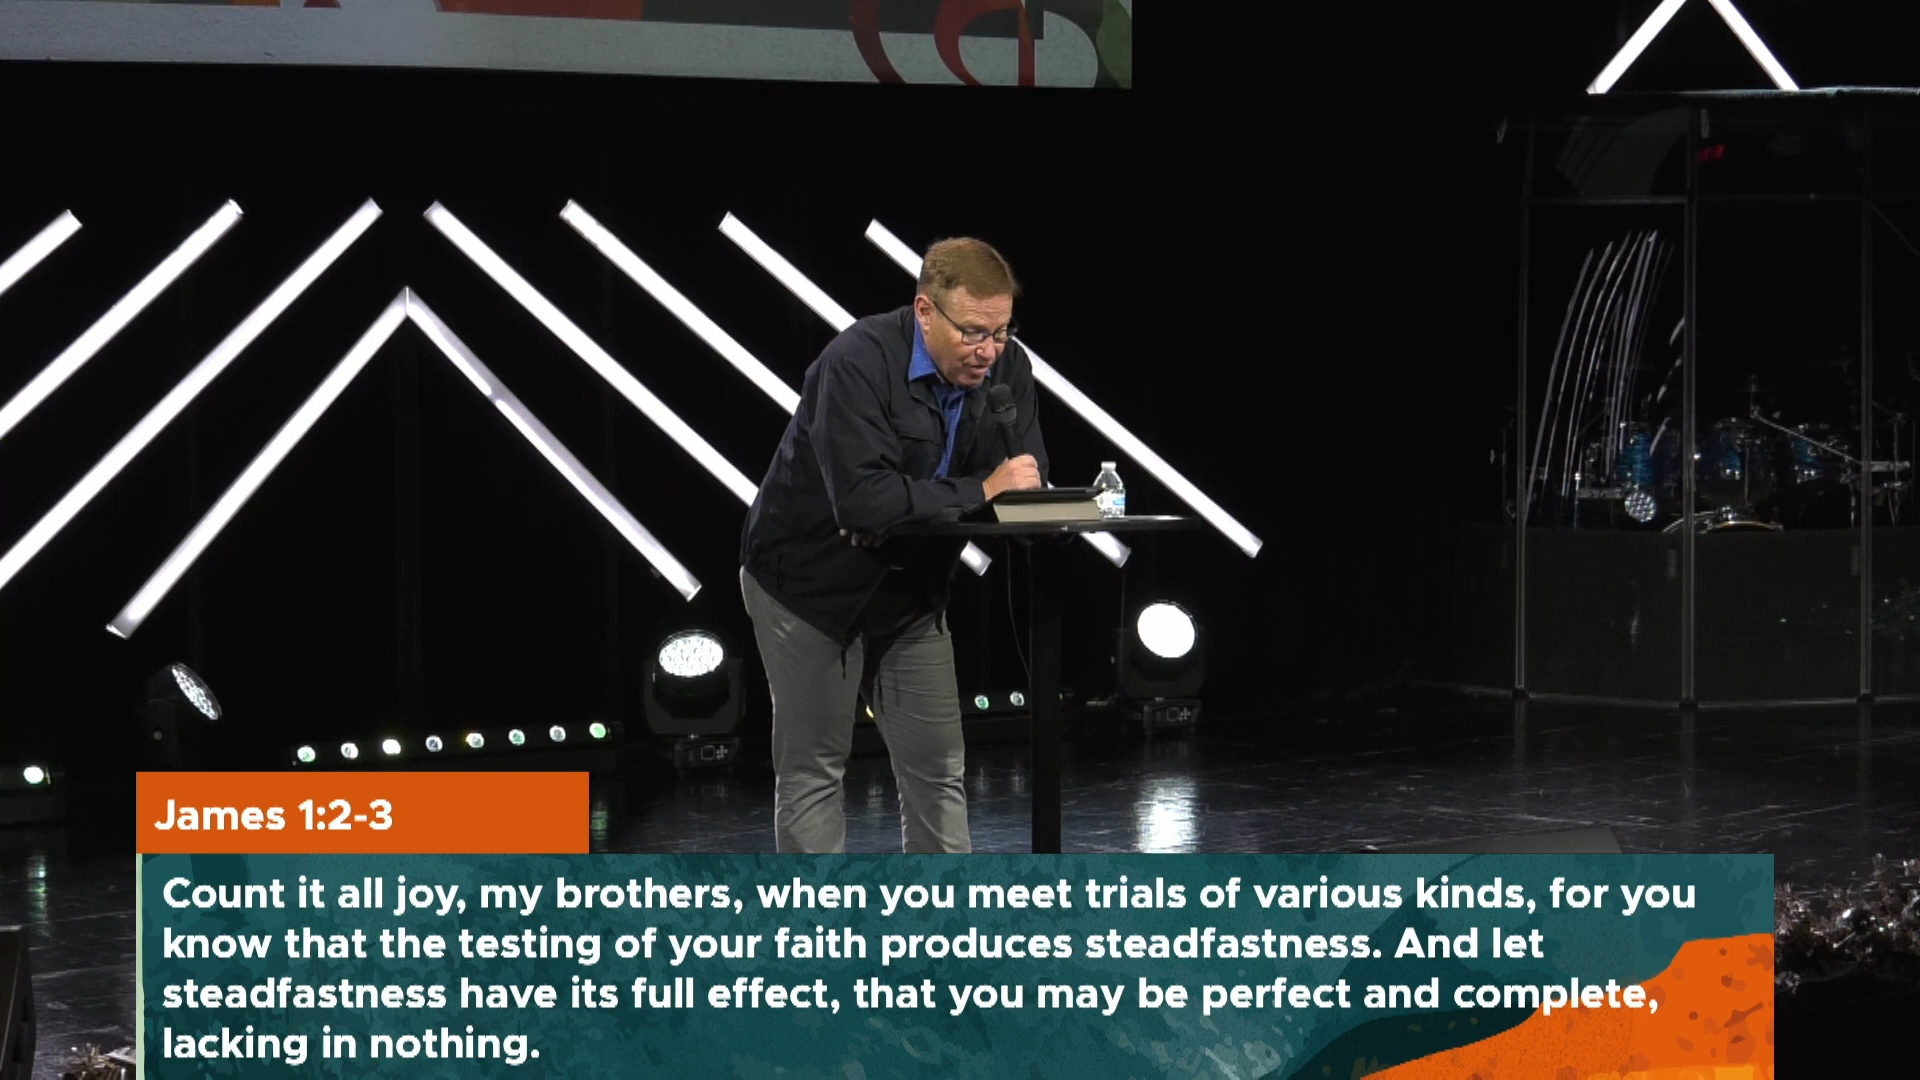 James 1:2-3
Count it all joy, my brothers, when you meet trials of various kinds, for you
know that the testing of your faith produces steadfastness. And let
steadfastness have its full effect, that you may be perfect and complete,
lacking in nothing.